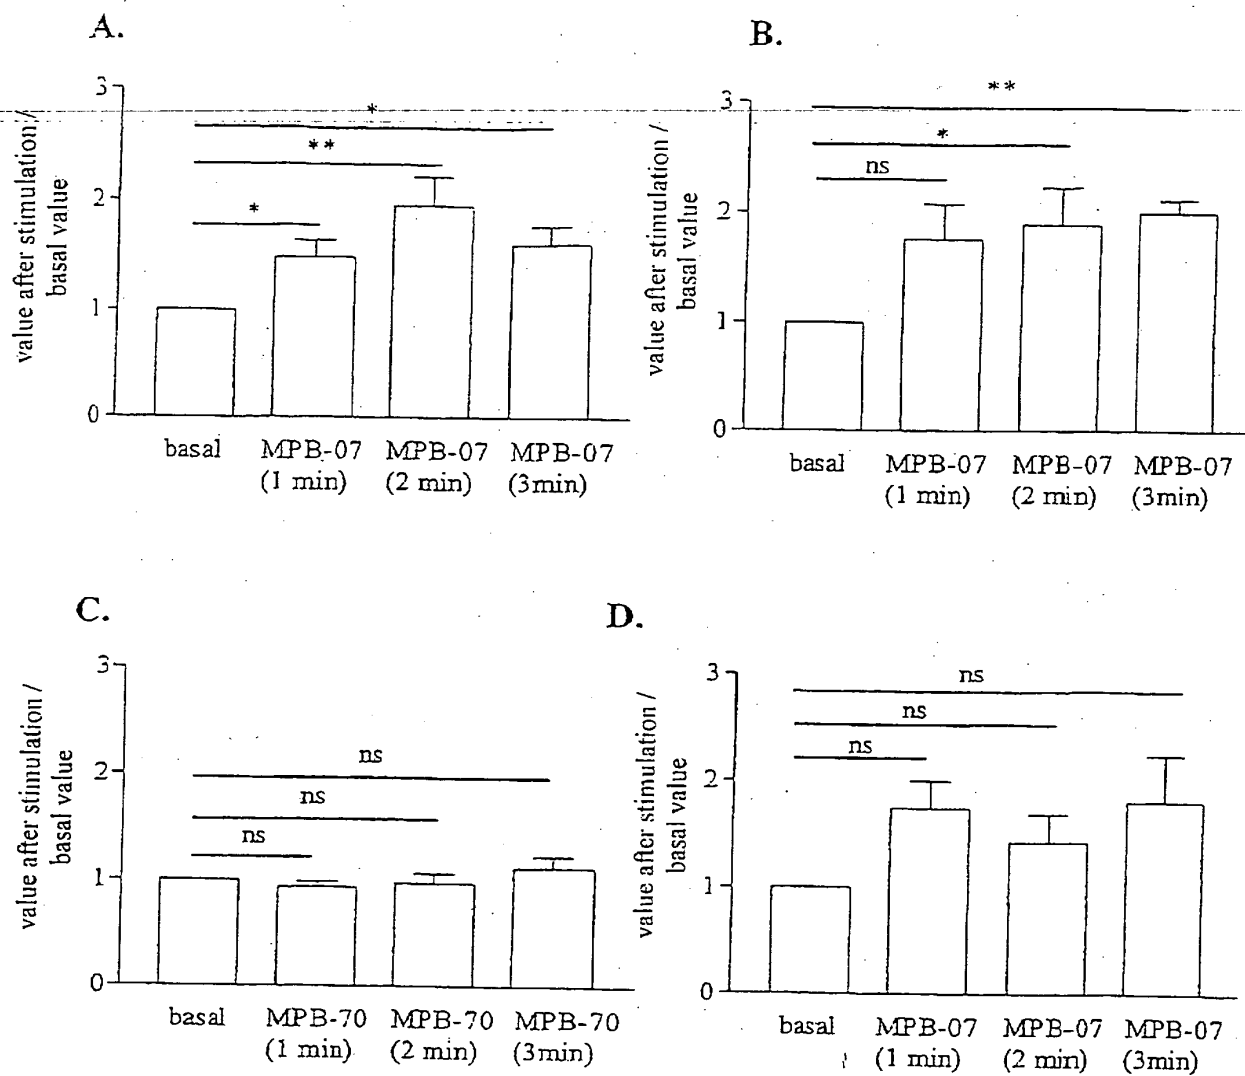 A.
value after stimulation /
basal value
3
2
1
0
*
**
*
basal
MPB-07
(1 min)
MPB-07
(2 min)
MPB-07
(3min)
B.
value after stimulation /
basal value
3
2
1
0
**
*
ns
basal
MPB-07
(1 min)
MPB-07
(2 min)
MPB-07
(3min)
C.
value after stimulation /
basal value
3
2
1
0
ns
ns
ns
basal
MPB-70
(1 min)
MPB-70
(2 min)
MPB-70
(3min)
D.
value after stimulation /
basal value
3
2
1
0
ns
ns
ns
basal
MPB-07
(1 min)
MPB-07
(2 min)
MPB-07
(3min)